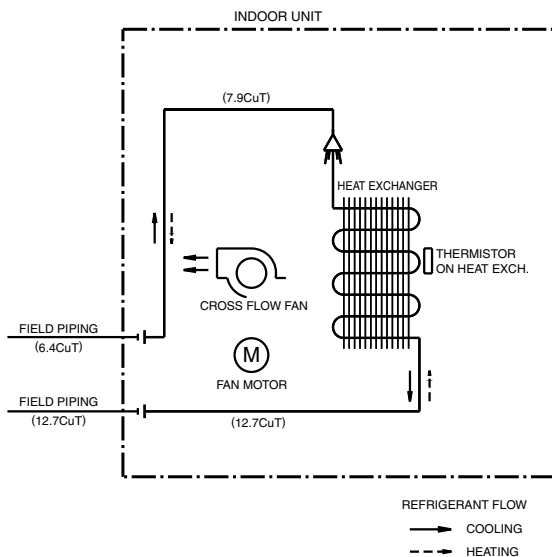 INDOOR UNIT
(7.9CuT)
HEAT EXCHANGER
THERMISTOR
ON HEAT EXCH.
CROSS FLOW FAN
FIELD PIPING
(6.4CuT)
M
FAN MOTOR
FIELD PIPING
(12.7CuT)
(12.7CuT)
REFRIGERANT FLOW
COOLING
HEATING